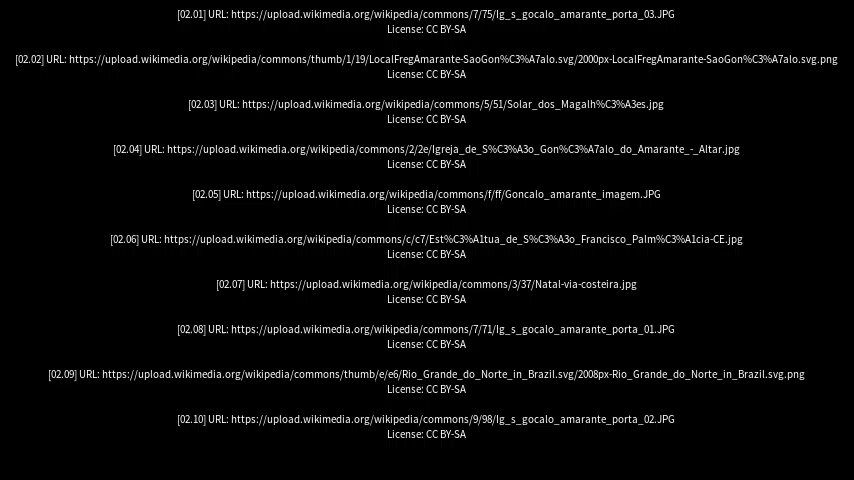 [02.01] URL: https://upload.wikimedia.org/wikipedia/commons/7/75/Ig_s_gocalo_amarante_porta_03.JPG
License: CC BY-SA
[02.02] URL: https://upload.wikimedia.org/wikipedia/commons/thumb/1/19/LocalFregAmarante-SaoGon%C3%A7alo.svg/2000px-LocalFregAmarante-SaoGon%C3%A7alo.svg.png
License: CC BY-SA
[02.03] URL: https://upload.wikimedia.org/wikipedia/commons/5/51/Solar_dos_Magalh%C3%A3es.jpg
License: CC BY-SA
[02.04] URL: https://upload.wikimedia.org/wikipedia/commons/2/2e/Igreja_de_S%C3%A3o_Gon%C3%A7alo_do_Amarante_-_Altar.jpg
License: CC BY-SA
[02.05] URL: https://upload.wikimedia.org/wikipedia/commons/f/ff/Goncalo_amarante_imagem.JPG
License: CC BY-SA
[02.06] URL: https://upload.wikimedia.org/wikipedia/commons/c/c7/Est%C3%A1tua_de_S%C3%A3o_Francisco_Palm%C3%A1cia-CE.jpg
License: CC BY-SA
[02.07] URL: https://upload.wikimedia.org/wikipedia/commons/3/37/Natal-via-costeira.jpg
License: CC BY-SA
[02.08] URL: https://upload.wikimedia.org/wikipedia/commons/7/71/Ig_s_gocalo_amarante_porta_01.JPG
License: CC BY-SA
[02.09] URL: https://upload.wikimedia.org/wikipedia/commons/thumb/e/e6/Rio_Grande_do_Norte_in_Brazil.svg/2008px-Rio_Grande_do_Norte_in_Brazil.svg.png
License: CC BY-SA
[02.10] URL: https://upload.wikimedia.org/wikipedia/commons/9/98/Ig_s_gocalo_amarante_porta_02.JPG
License: CC BY-SA